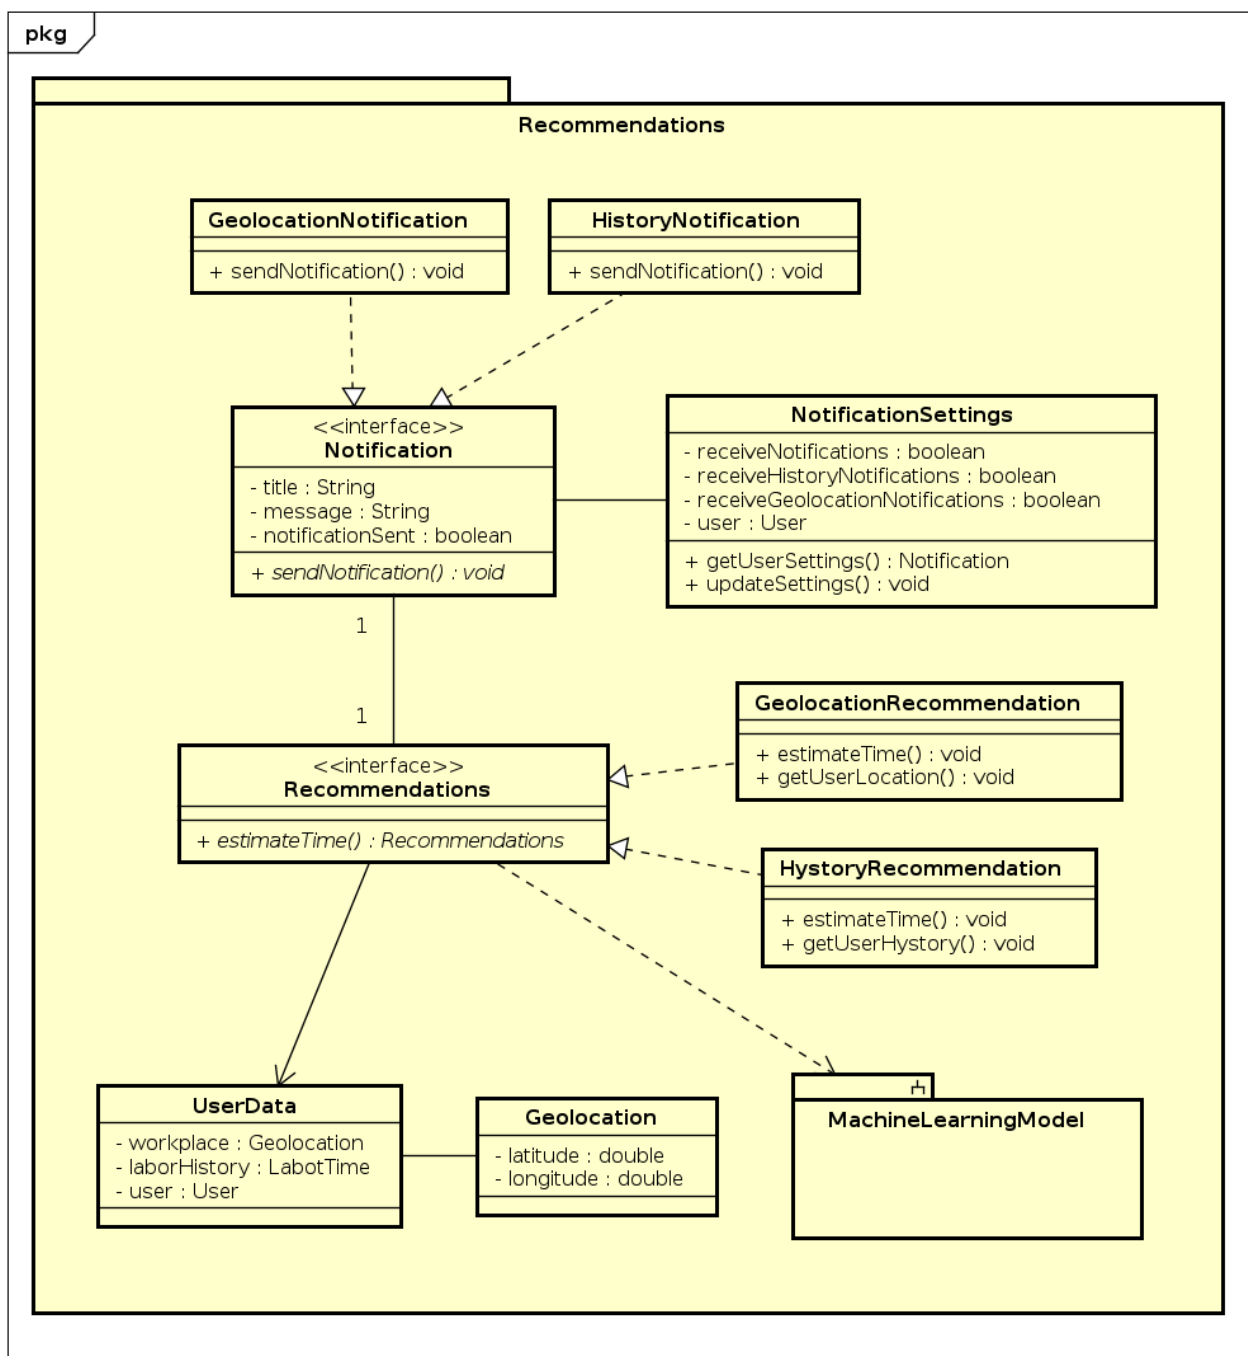 pkg
Recommendations
GeolocationNotification
+ sendNotification() : void
HistoryNotification
+ sendNotification() : void
<<interface>>
Notification
- title : String
- message : String
- notificationSent : boolean
+ sendNotification() : void
NotificationSettings
- receiveNotifications : boolean
- receiveHistoryNotifications : boolean
- receiveGeolocationNotifications : boolean
- user : User
+ getUserSettings() : Notification
+ updateSettings() : void
1
1
<<interface>>
Recommendations
+ estimateTime() : Recommendations
GeolocationRecommendation
+ estimateTime() : void
+ getUserLocation() : void
HystoryRecommendation
+ estimateTime() : void
+ getUserHystory() : void
UserData
- workplace : Geolocation
- laborHistory : LabotTime
- user : User
Geolocation
- latitude : double
- longitude : double
MachineLearningModel